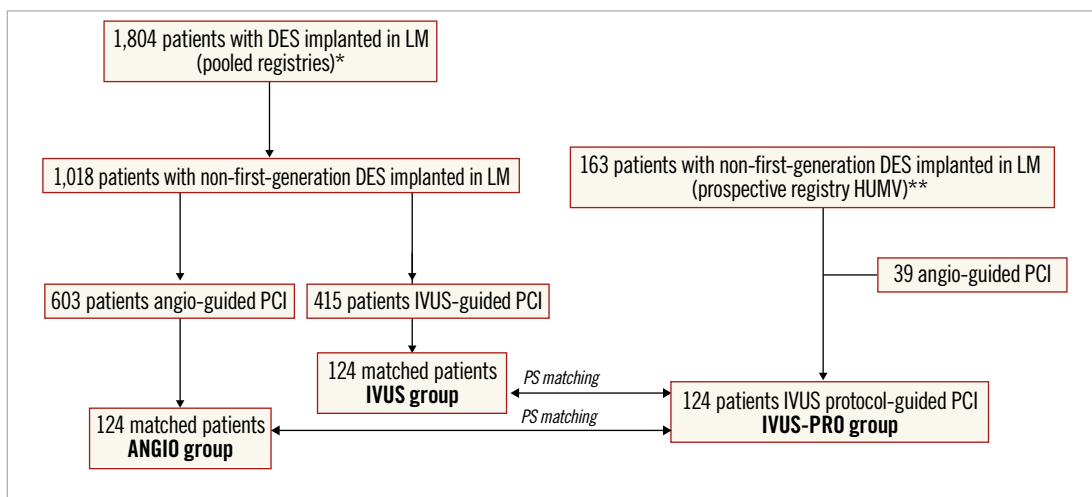 1,804 patients with DES implanted in LM
(pooled registries)*
1,018 patients with non-first-generation DES implanted in LM
163 patients with non-first-generation DES implanted in LM
(prospective registry HUMV)**
39 angio-guided PCI
603 patients angio-guided PCI
415 patients IVUS-guided PCI
124 matched patients
IVUS group
PS matching
124 patients IVUS protocol-guided PCI
IVUS-PRO group
124 matched patients
ANGIO group
PS matching